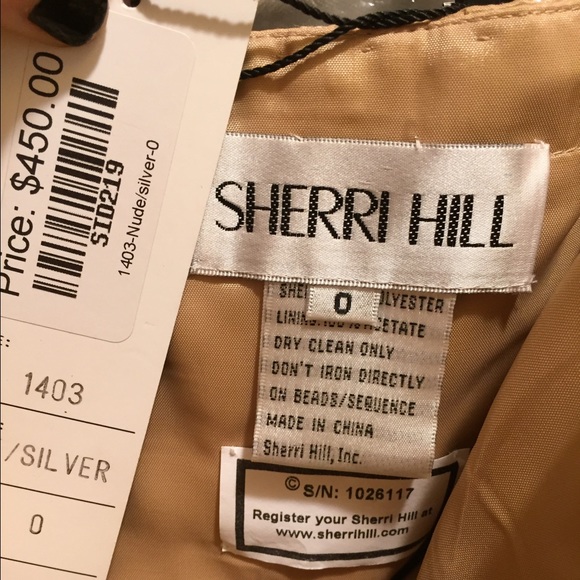 Price: $450.00
SID219
1403-Nude/silver-0
1403
/SILVER
0
SHERRI HILL
0
DRY CLEAN ONLY
DON'T IRON DIRECTLY
ON BEADS/SEQUENCE
MADE IN CHINA
Sherri Hill, Inc.
© S/N: 1026117
Register your Sherri Hill at
www.sherrihill.com